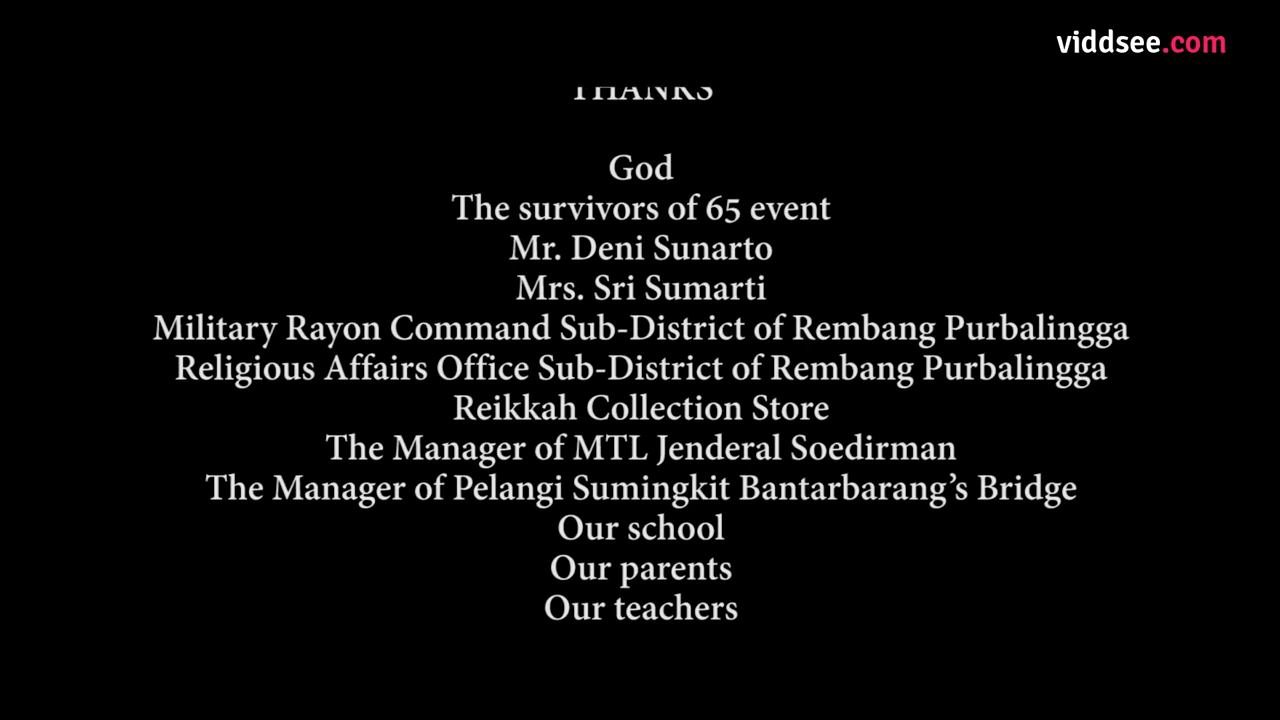 viddsee.com
THANKS
God
The survivors of 65 event
Mr. Deni Sunarto
Mrs. Sri Sumarti
Military Rayon Command Sub-District of Rembang Purbalingga
Religious Affairs Office Sub-District of Rembang Purbalingga
Reikkah Collection Store
The Manager of MTL Jenderal Soedirman
The Manager of Pelangi Sumingkit Bantarbarang’s Bridge
Our school
Our parents
Our teachers